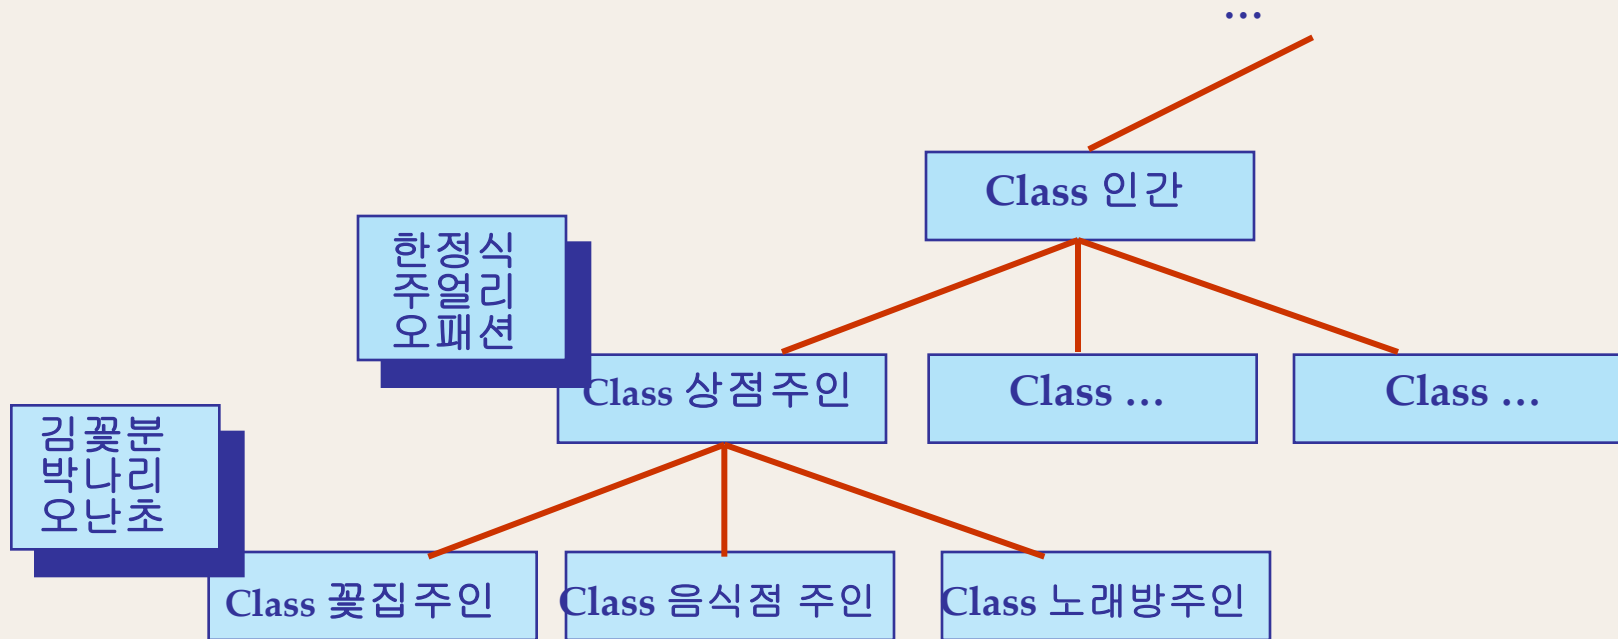 …
Class 인간
한정식
주얼리
오패션
Class 상점주인
Class …
Class …
김꽃분
박나리
오난초
Class 꽃집주인
Class 음식점 주인
Class 노래방주인